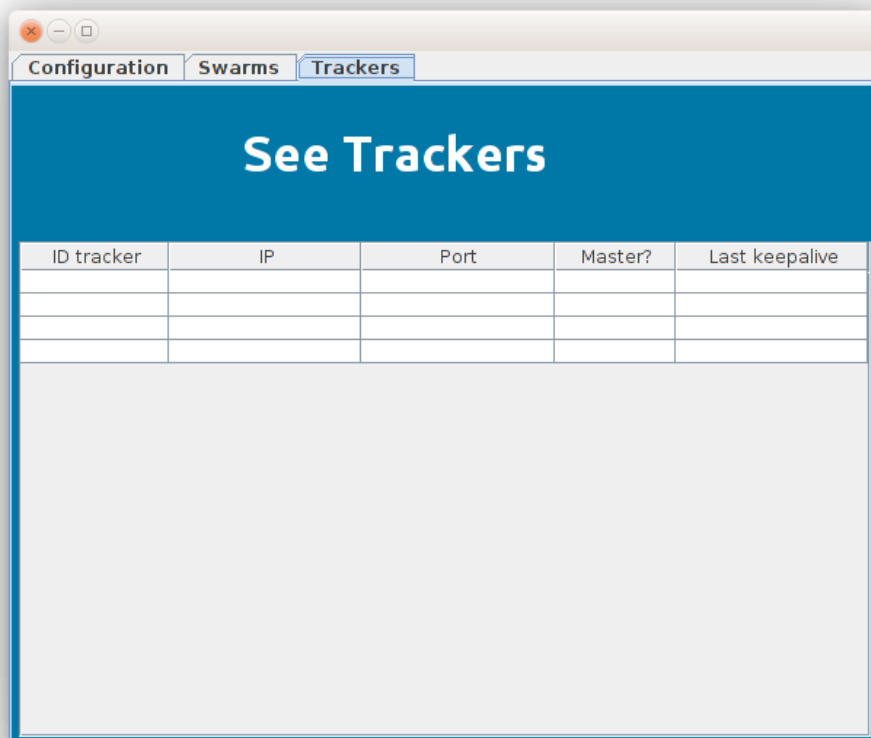 Configuration Swarms Trackers
See Trackers
ID tracker IP Port Master? Last keepalive